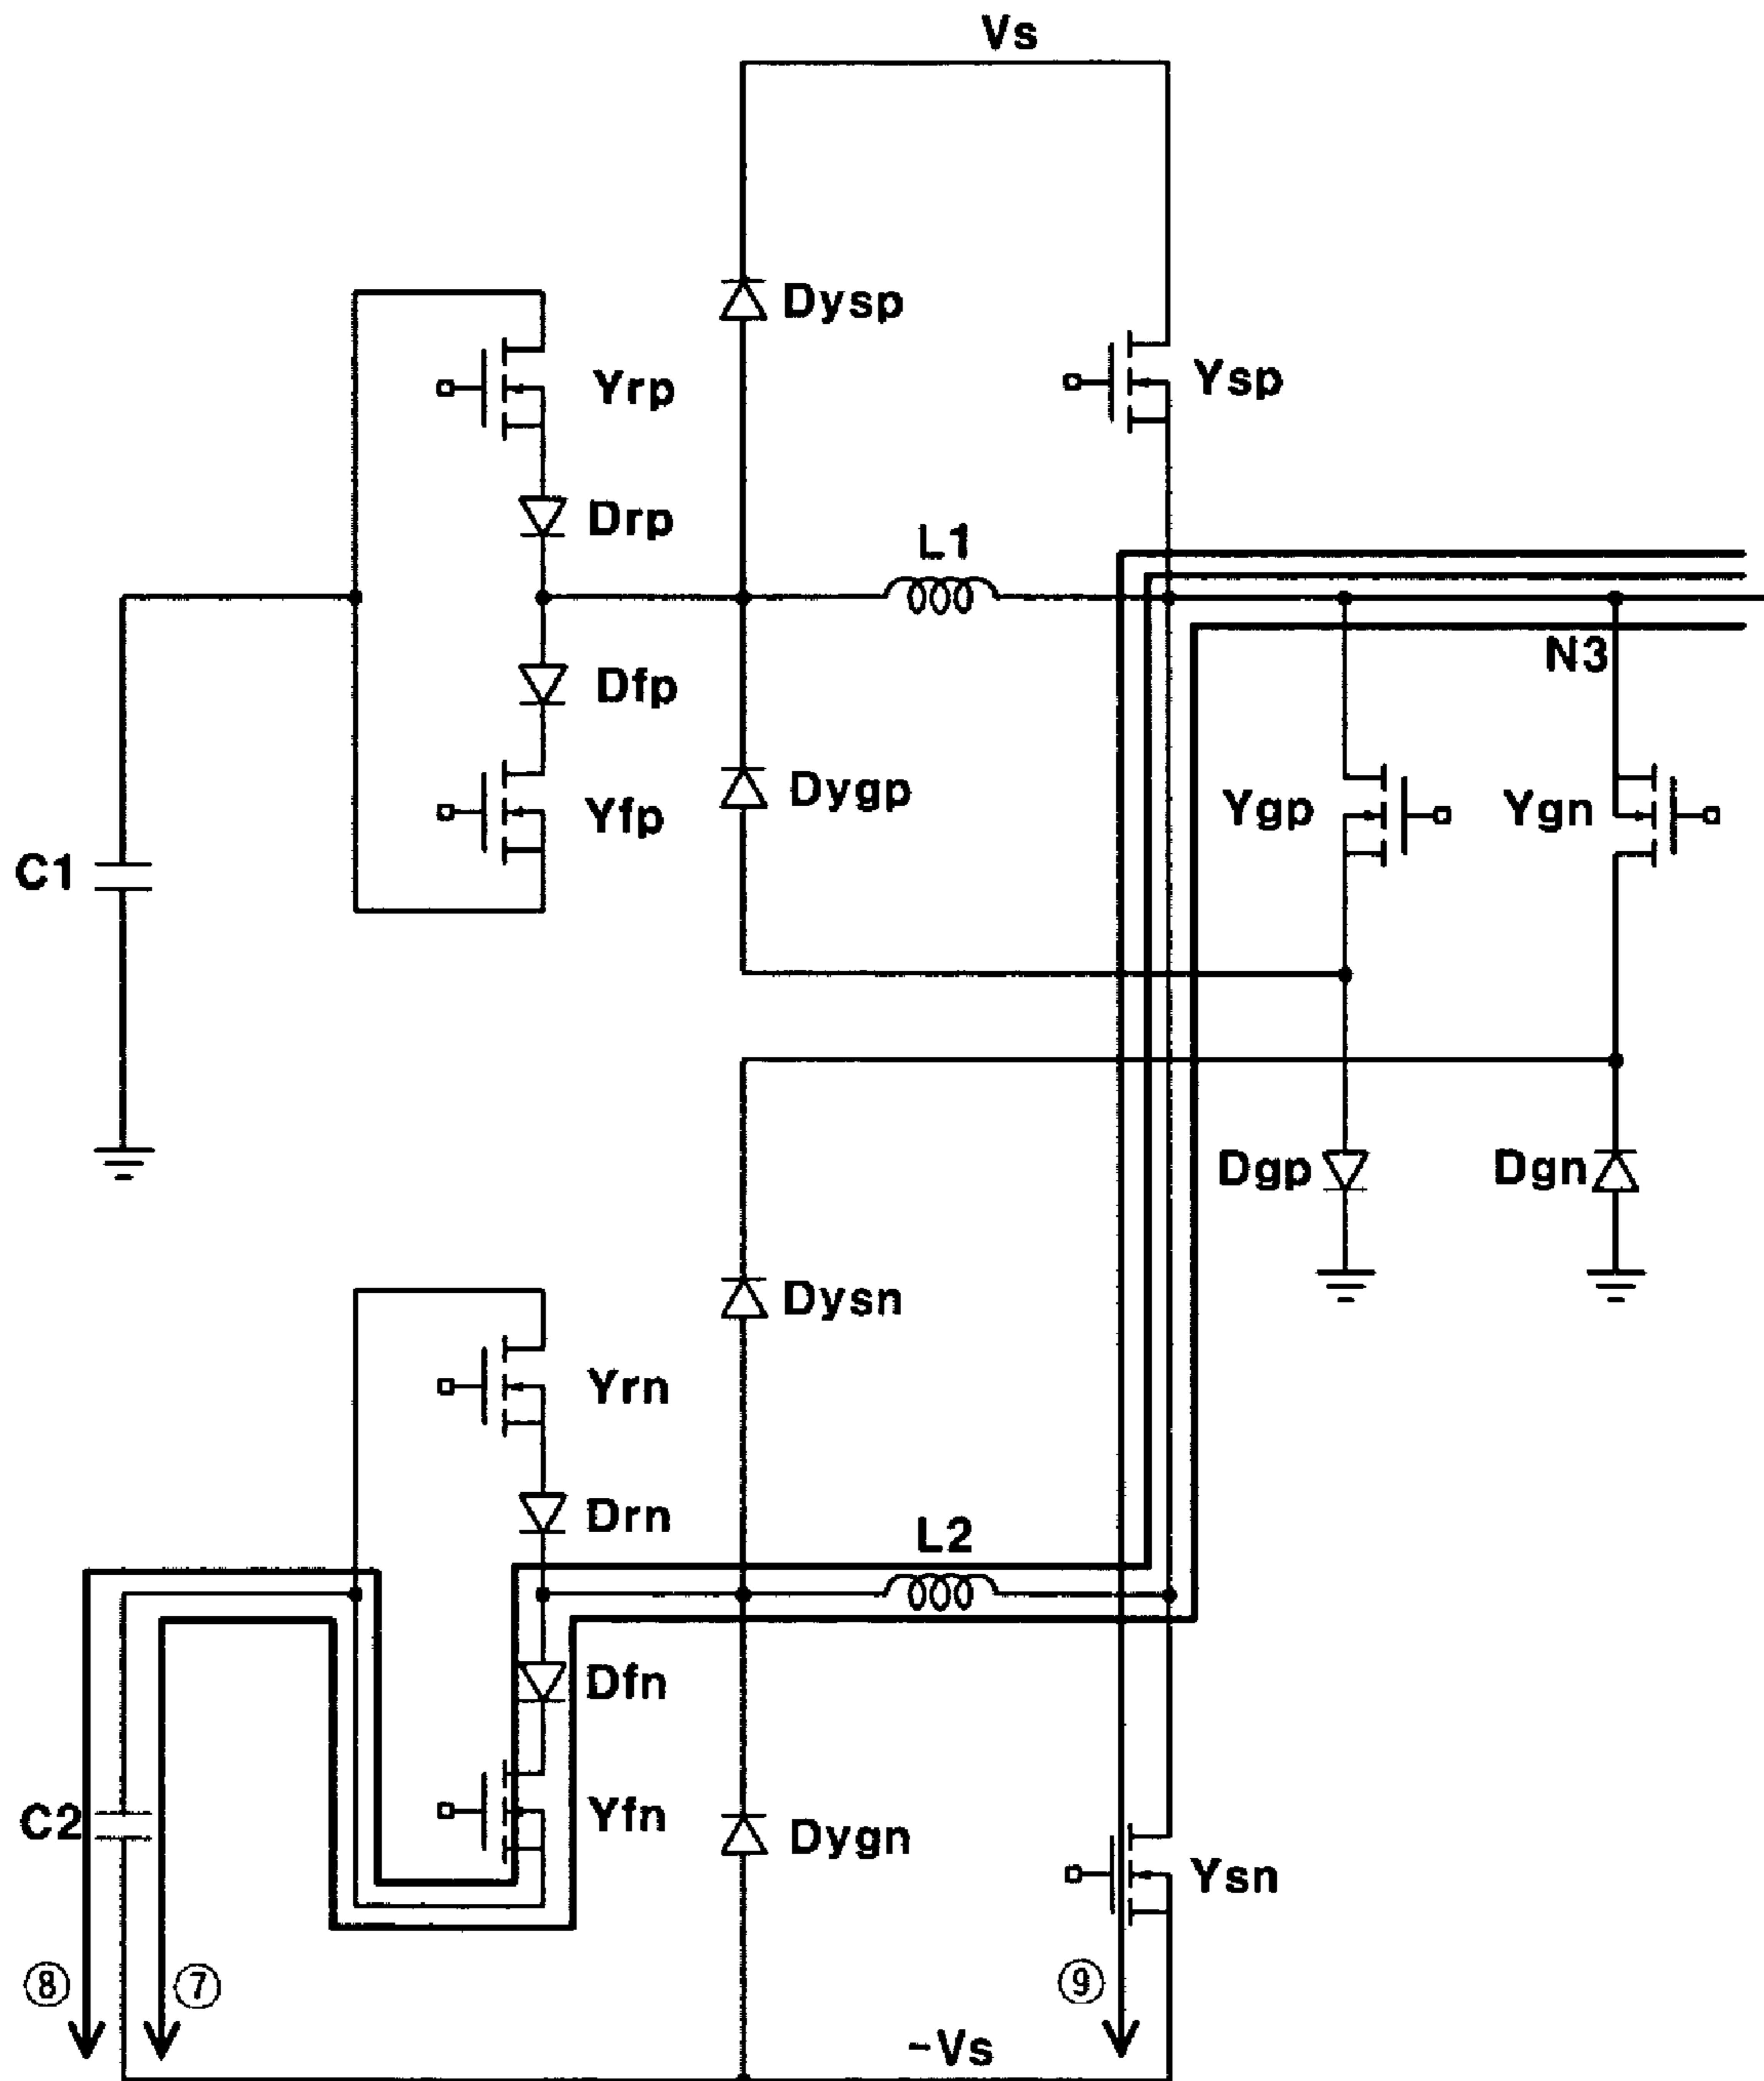 Vs
Dysp
Yrp
Ysp
Drp
L1
N3
Dfp
Dygp
Yfp
Ygp
Ygn
C1
Dgp
Dgn
Dysn
Yrn
Drn
L2
Dfn
C2
Yfn
Dygn
Ysn
⑧
⑦
⑨
-Vs